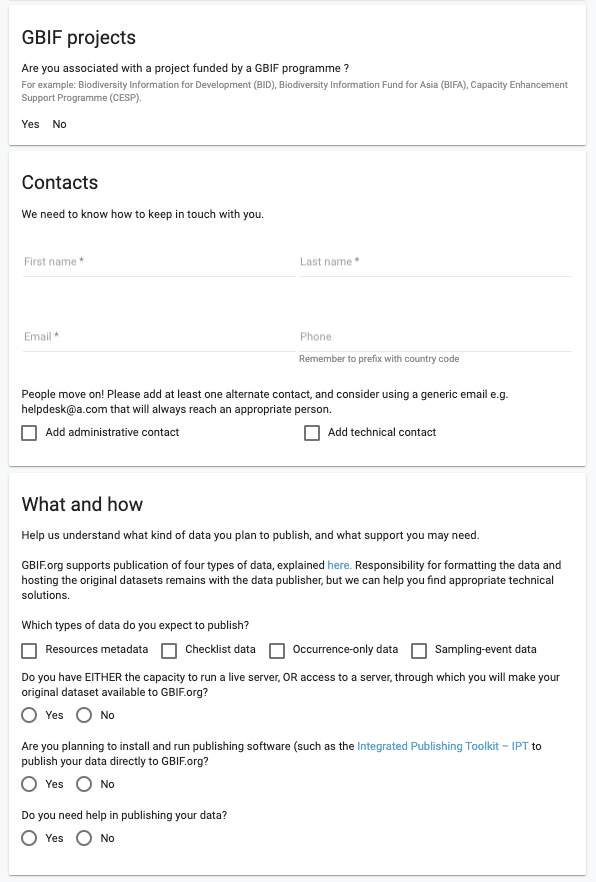 GBIF projects
Are you associated with a project funded by a GBIF programme ?
For example: Biodiversity Information for Development (BID), Biodiversity Information Fund for Asia (BIFA), Capacity Enhancement
Support Programme (CESP).
Yes No
Contacts
We need to know how to keep in touch with you.
First name * Last name *
Email * Phone
Remember to prefix with country code
People move on! Please add at least one alternate contact, and consider using a generic email e.g.
helpdesk@a.com that will always reach an appropriate person.
Add administrative contact Add technical contact
What and how
Help us understand what kind of data you plan to publish, and what support you may need.
GBIF.org supports publication of four types of data, explained here. Responsibility for formatting the data and
hosting the original datasets remains with the data publisher, but we can help you find appropriate technical
solutions.
Which types of data do you expect to publish?
Resources metadata Checklist data Occurrence-only data Sampling-event data
Do you have EITHER the capacity to run a live server, OR access to a server, through which you will make your
original dataset available to GBIF.org?
Yes No
Are you planning to install and run publishing software (such as the Integrated Publishing Toolkit – IPT to
publish your data directly to GBIF.org?
Yes No
Do you need help in publishing your data?
Yes No